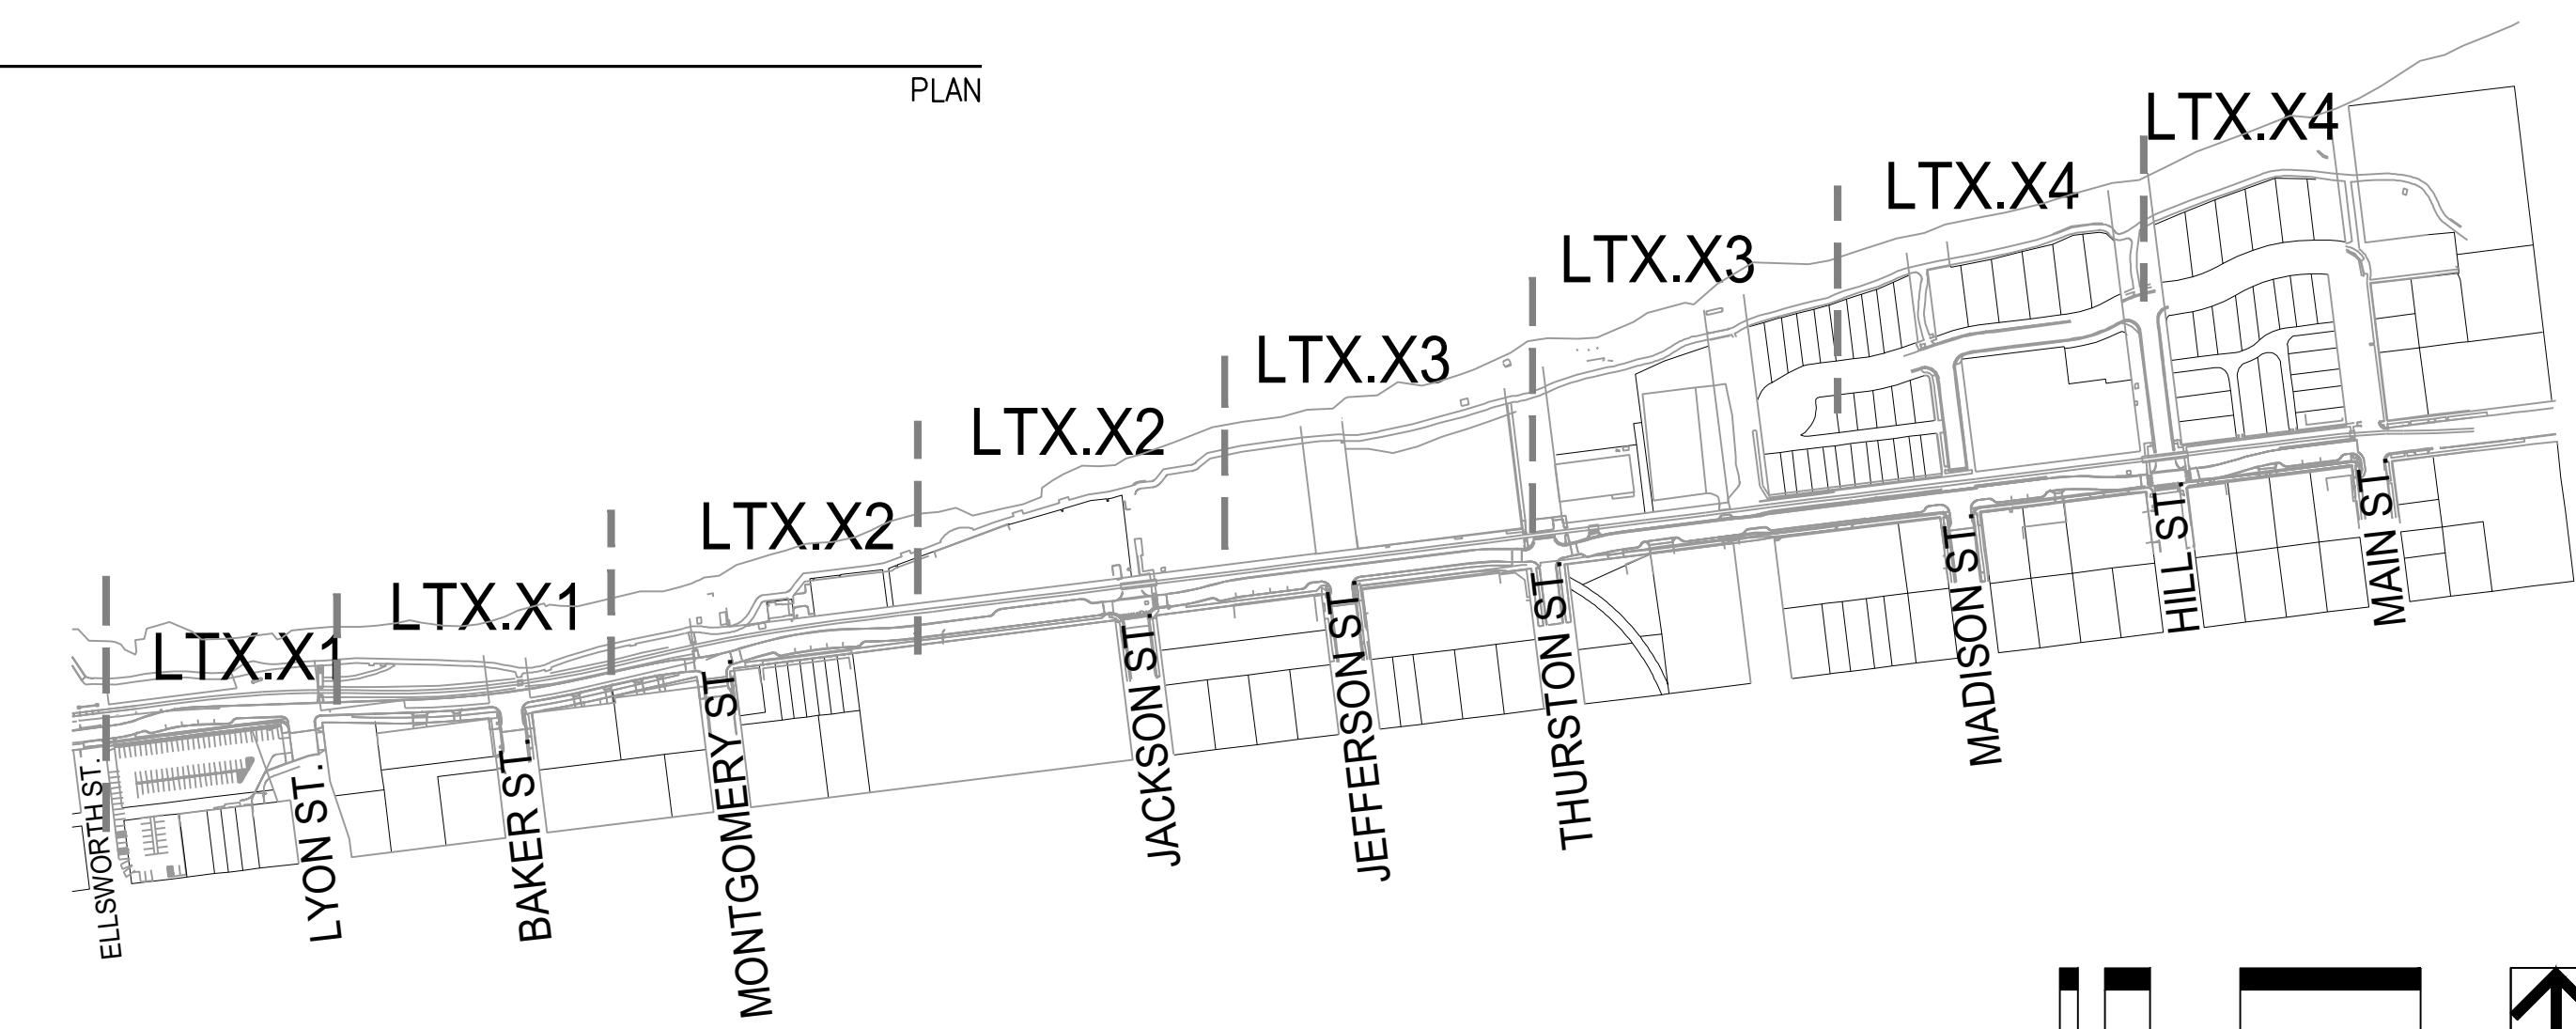 PLAN
LTX.X1
LTX.X1
LTX.X2
LTX.X2
LTX.X3
LTX.X3
LTX.X4
LTX.X4
ELLSWORTH ST.
LYON ST.
BAKER ST.
MONTGOMERY ST.
JACKSON ST.
JEFFERSON ST.
THURSTON ST.
MADISON ST.
HILL ST.
MAIN ST.